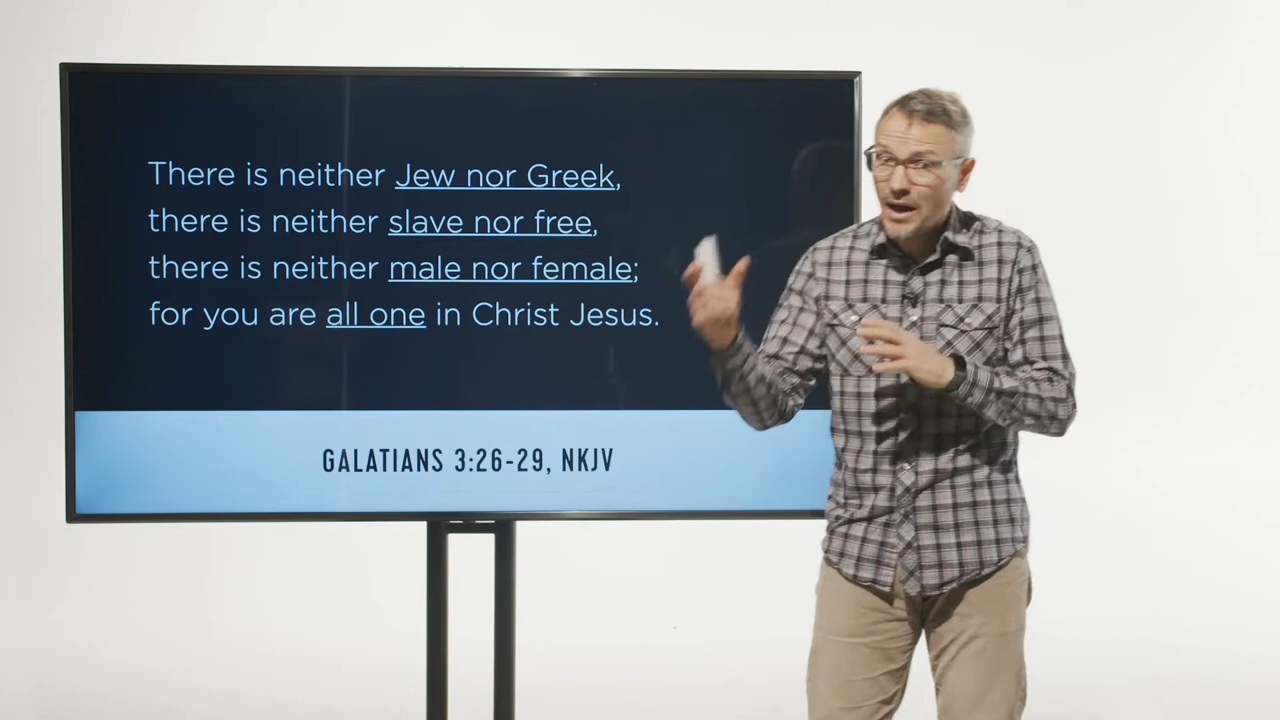 There is neither Jew nor Greek,
there is neither slave nor free,
there is neither male nor female;
for you are all one in Christ Jesus.
GALATIANS 3:26-29, NKJV